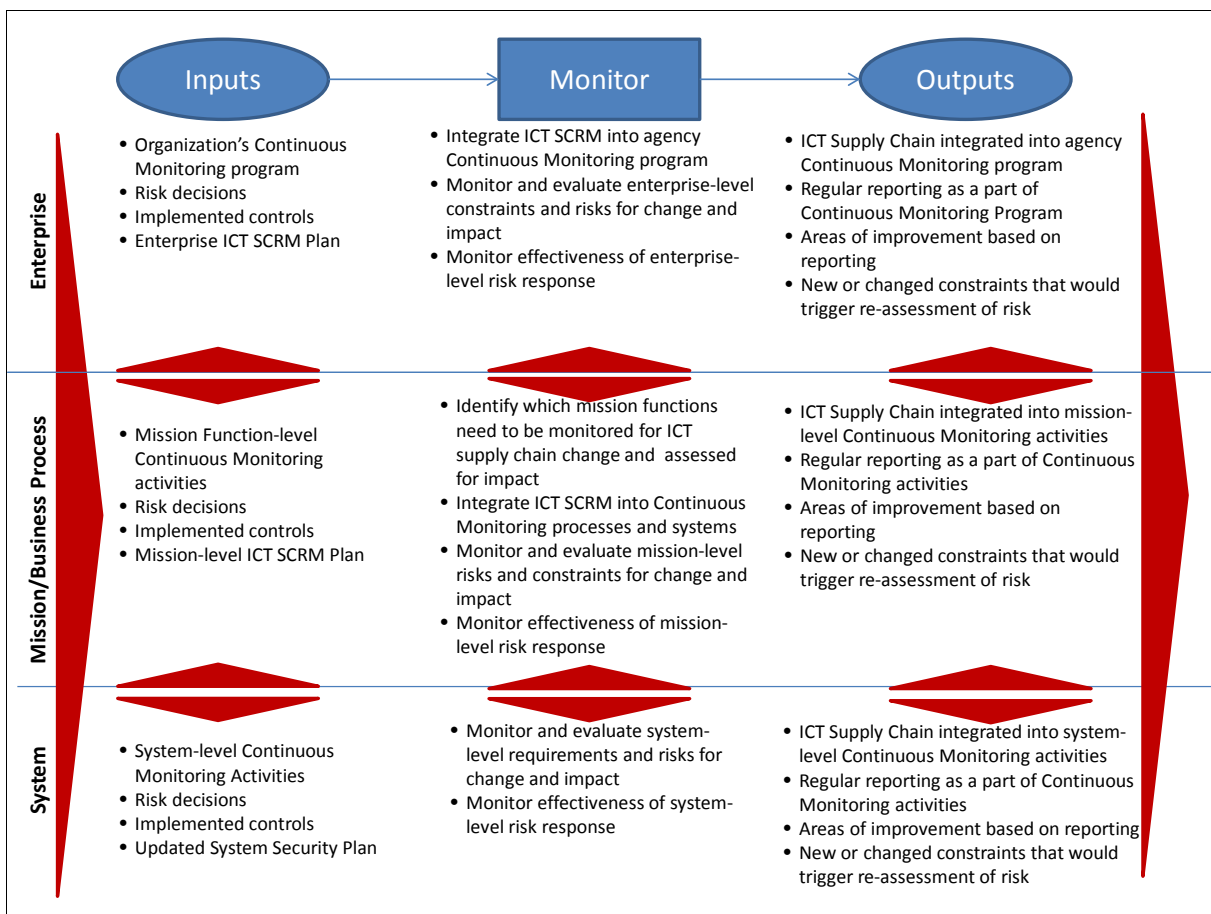 Inputs
Monitor
Outputs
Enterprise
• Organization's Continuous
Monitoring program
• Risk decisions
• Implemented controls
• Enterprise ICT SCRM Plan
• Integrate ICT SCRM into agency
Continuous Monitoring program
• Monitor and evaluate enterprise-level
constraints and risks for change and
impact
• Monitor effectiveness of enterprise-
level risk response
• ICT Supply Chain integrated into agency
Continuous Monitoring program
• Regular reporting as a part of
Continuous Monitoring Program
• Areas of improvement based on
reporting
• New or changed constraints that would
trigger re-assessment of risk
Mission/Business Process
• Mission Function-level
Continuous Monitoring
activities
• Risk decisions
• Implemented controls
• Mission-level ICT SCRM Plan
• Identify which mission functions
need to be monitored for ICT
supply chain change and assessed
for impact
• Integrate ICT SCRM into Continuous
Monitoring processes and systems
• Monitor and evaluate mission-level
risks and constraints for change and
impact
• Monitor effectiveness of mission-
level risk response
• ICT Supply Chain integrated into mission-
level Continuous Monitoring activities
• Regular reporting as a part of Continuous
Monitoring activities
• Areas of improvement based on
reporting
• New or changed constraints that would
trigger re-assessment of risk
System
• System-level Continuous
Monitoring Activities
• Risk decisions
• Implemented controls
• Updated System Security Plan
• Monitor and evaluate system-
level requirements and risks for
change and impact
• Monitor effectiveness of system-
level risk response
• ICT Supply Chain integrated into system-
level Continuous Monitoring activities
• Regular reporting as a part of Continuous
Monitoring activities
• Areas of improvement based on reporting
• New or changed constraints that would
trigger re-assessment of risk